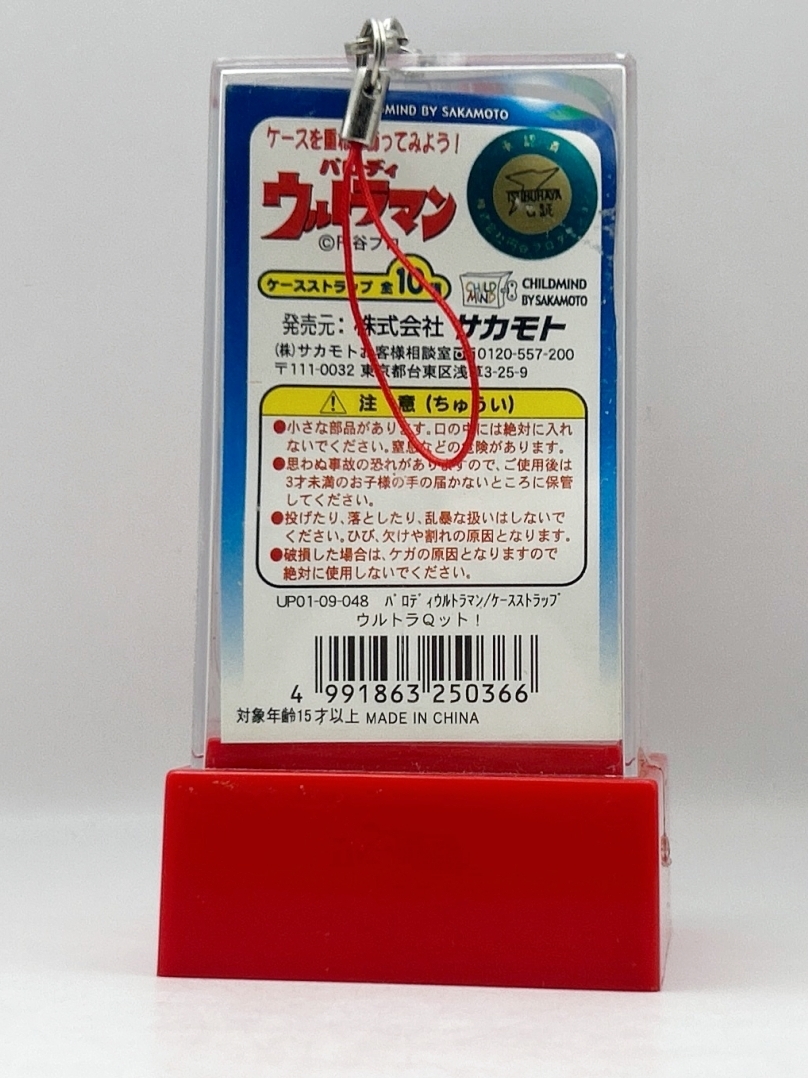 MIND BY SAKAMOTO
ケースを重ね 飾ってみよう！
パロディ
ウルトラマン
©円谷プロ
ケースストラップ 全10種
CHILD MIND
CHILDMIND
BY SAKAMOTO
TSUBURAYA
発売元：株式会社 サカモト
(株)サカモトお客様相談室 0120-557-200
〒111-0032 東京都台東区浅草3-25-9
注 意 (ちゅうい)
●小さな部品があります。口の中には絶対に入れ
ないでください。窒息などの危険があります。
●思わぬ事故の恐れがありますので、ご使用後は
3才未満のお子様の手の届かないところに保管
してください。
●投げたり、落としたり、乱暴な扱いはしないで
ください。ひび、欠けや割れの原因となります。
●破損した場合は、ケガの原因となりますので
絶対に使用しないでください。
UP01-09-048 ﾊﾟﾛﾃﾞｨｳﾙﾄﾗﾏﾝ/ｹｰｽｽﾄﾗｯﾌﾟ
ウルトラQット！
4 991863 250366
対象年齢15才以上 MADE IN CHINA